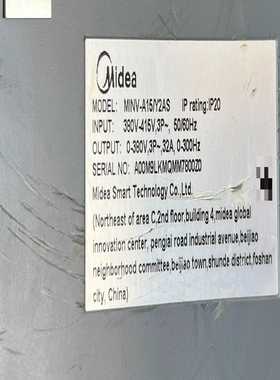 Midea
MODEL: MINV-A15/Y2AS IP rating:IP20
INPUT: 380V-415V,3P~, 50/60Hz
OUTPUT: 0-380V,3P~,32A, 0-300Hz
SERIAL NO: A00M9LKMQMM7800Z0
Midea Smart Technology Co.,Ltd.
(Northeast of area C,2nd floor,building 4,midea global
innovation center, penglai road industrial avenue,beijiao
neighborhood committee,beijiao town,shunde district,foshan
city, China)